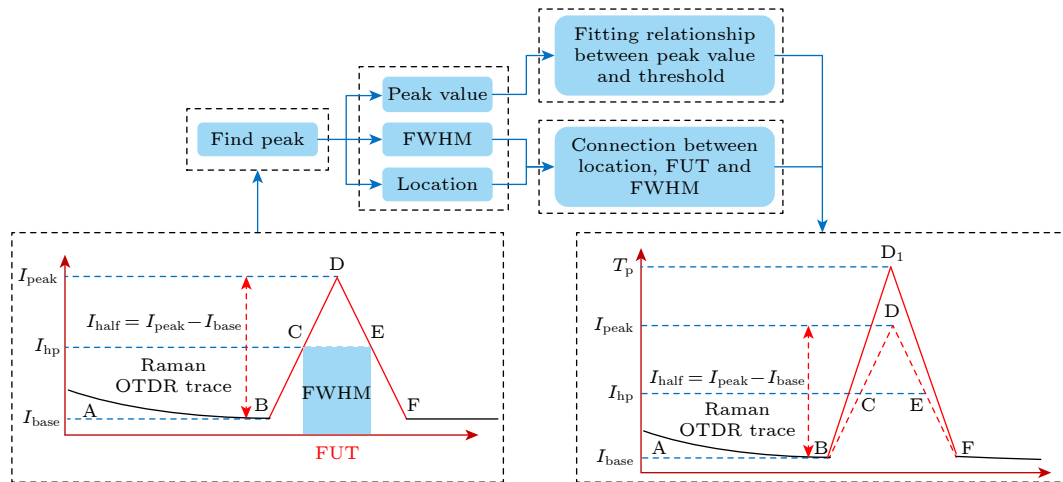 Fitting relationship
between peak value
and threshold
Peak value
Find peak
FWHM
Location
Connection between
location, FUT and
FWHM
I_peak
D
I_half = I_peak − I_base
C
E
I_hp
Raman
OTDR trace
FWHM
A
B
F
I_base
FUT
T_p
D_1
I_peak
D
I_half = I_peak − I_base
I_hp
C
E
Raman
OTDR trace
A
B
F
I_base